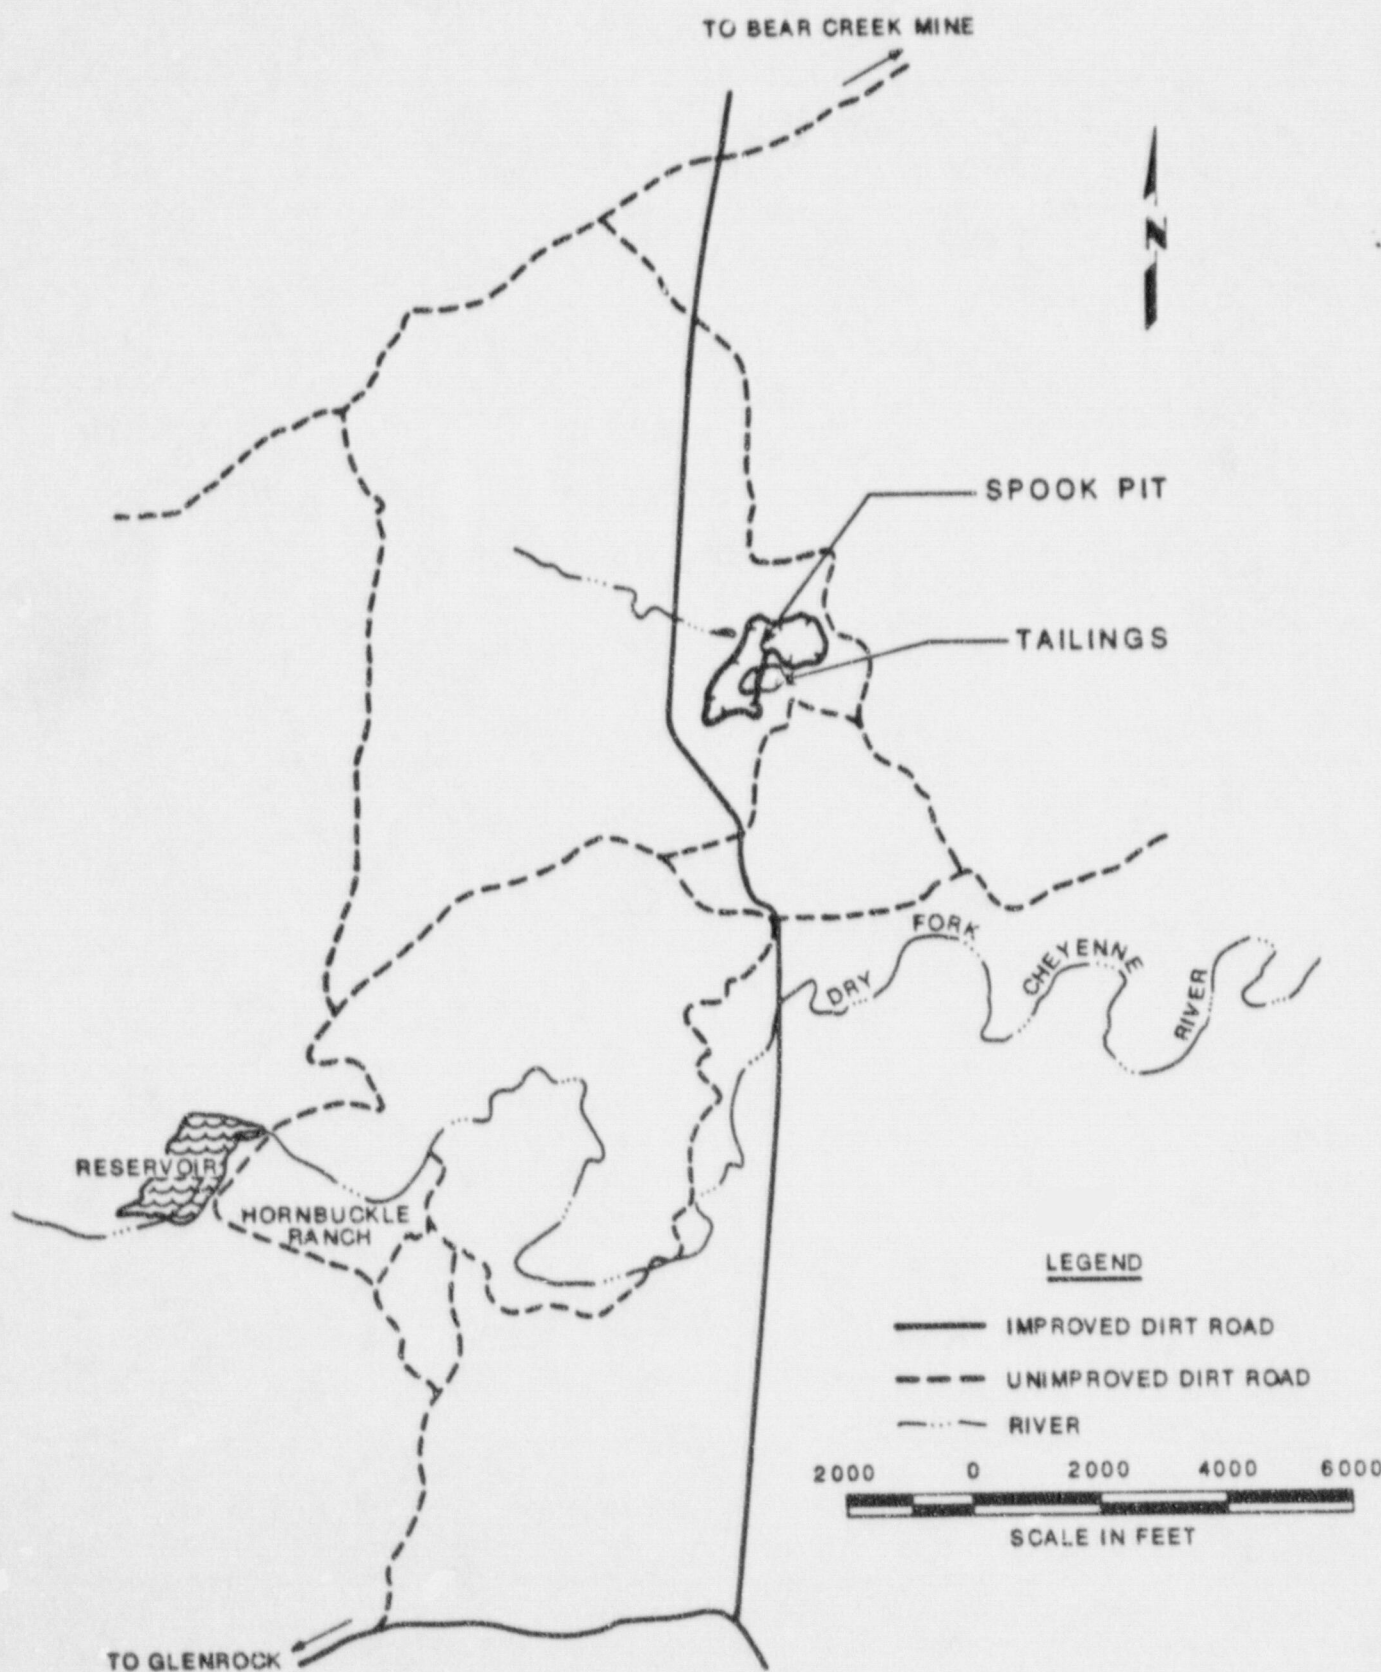 TO BEAR CREEK MINE
N
SPOOK PIT
TAILINGS
DRY FORK CHEYENNE RIVER
RESERVOIR
HORNBUCKLE
RANCH
LEGEND
IMPROVED DIRT ROAD
UNIMPROVED DIRT ROAD
RIVER
2000 0 2000 4000 6000
SCALE IN FEET
TO GLENROCK